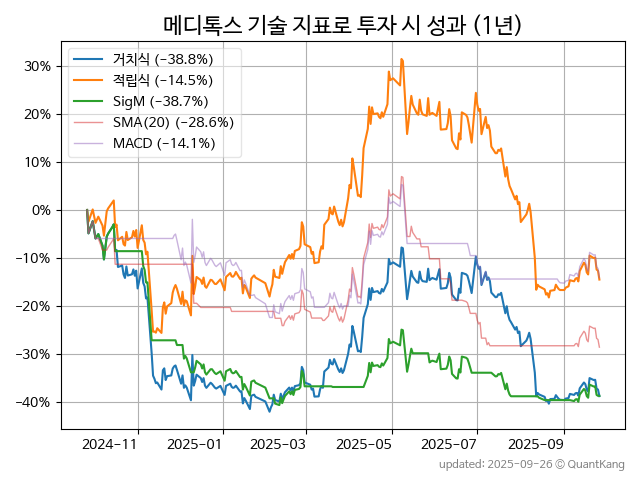 메디톡스 기술 지표로 투자 시 성과 (1년)
거치식 (−38.8%)
적립식 (−14.5%)
SigM (−38.7%)
SMA(20) (−28.6%)
MACD (−14.1%)
30%
20%
10%
0%
−10%
−20%
−30%
−40%
2024−11 2025−01 2025−03 2025−05 2025−07 2025−09
updated: 2025−09−26 © QuantKang